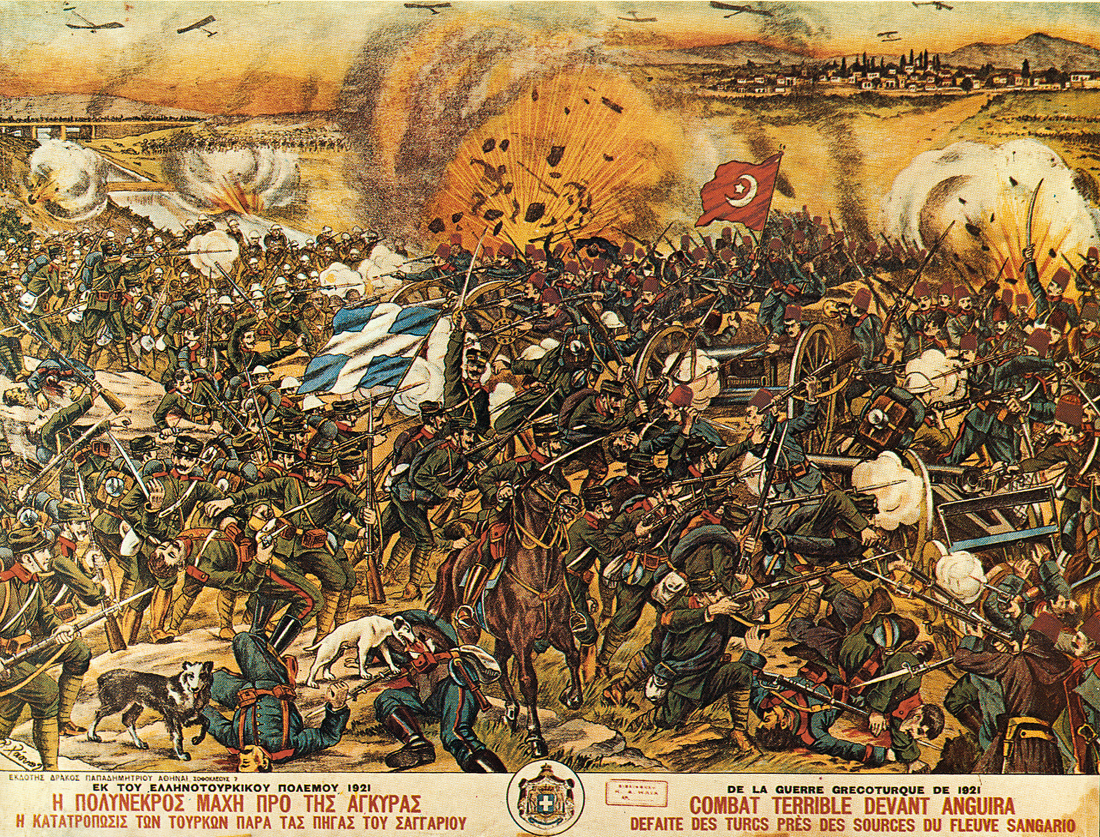 ΕΚΔΟΤΗΣ ΔΡΑΚΟΣ ΠΑΠΑΔΗΜΗΤΡΙΟΥ ΑΘΗΝΑΙ, ΣΟΦΟΚΛΕΟΥΣ 7
ΕΚ ΤΟΥ ΕΛΛΗΝΟΤΟΥΡΚΙΚΟΥ ΠΟΛΕΜΟΥ 1921
Η ΠΟΛΥΝΕΚΡΟΣ ΜΑΧΗ ΠΡΟ ΤΗΣ ΑΓΚΥΡΑΣ
Η ΚΑΤΑΤΡΟΠΩΣΙΣ ΤΩΝ ΤΟΥΡΚΩΝ ΠΑΡΑ ΤΑΣ ΠΗΓΑΣ ΤΟΥ ΣΑΓΓΑΡΙΟΥ
DE LA GUERRE GRECOTURQUE DE 1921
COMBAT TERRIBLE DEVANT ANGUIRA
DEFAITE DES TURCS PRÈS DES SOURCES DU FLEUVE SANGARIO